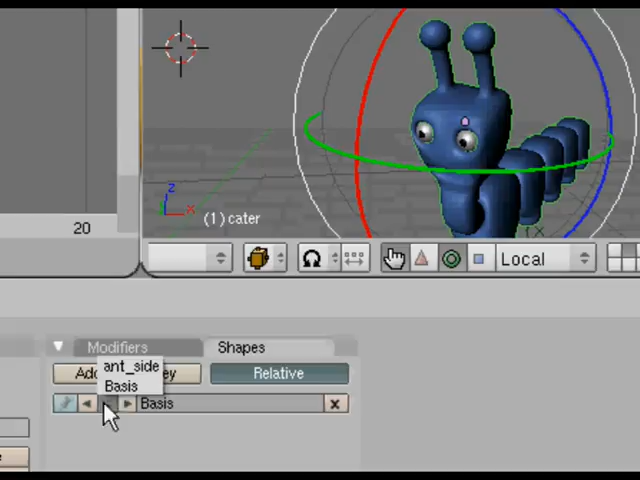 z
x
(1) cater
20
Local
Modifiers
Shapes
ant_side
Add
ey
Relative
Basis
Basis
x
e